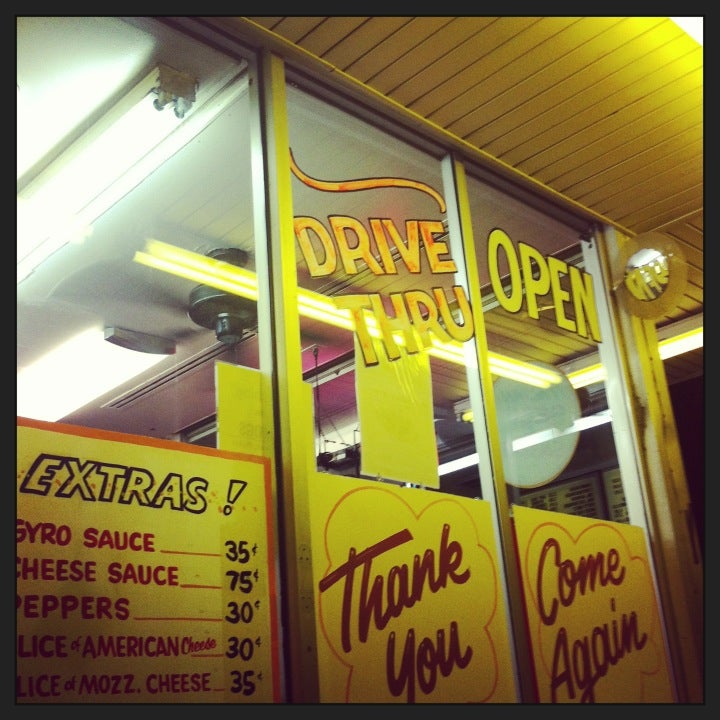 DRIVE
THRU
OPEN
EXTRAS!
GYRO SAUCE 35¢
CHEESE SAUCE 75¢
PEPPERS 30¢
LICE of AMERICAN Cheese 30¢
LICE of MOZZ. CHEESE 35¢
Thank
You
Come
Again